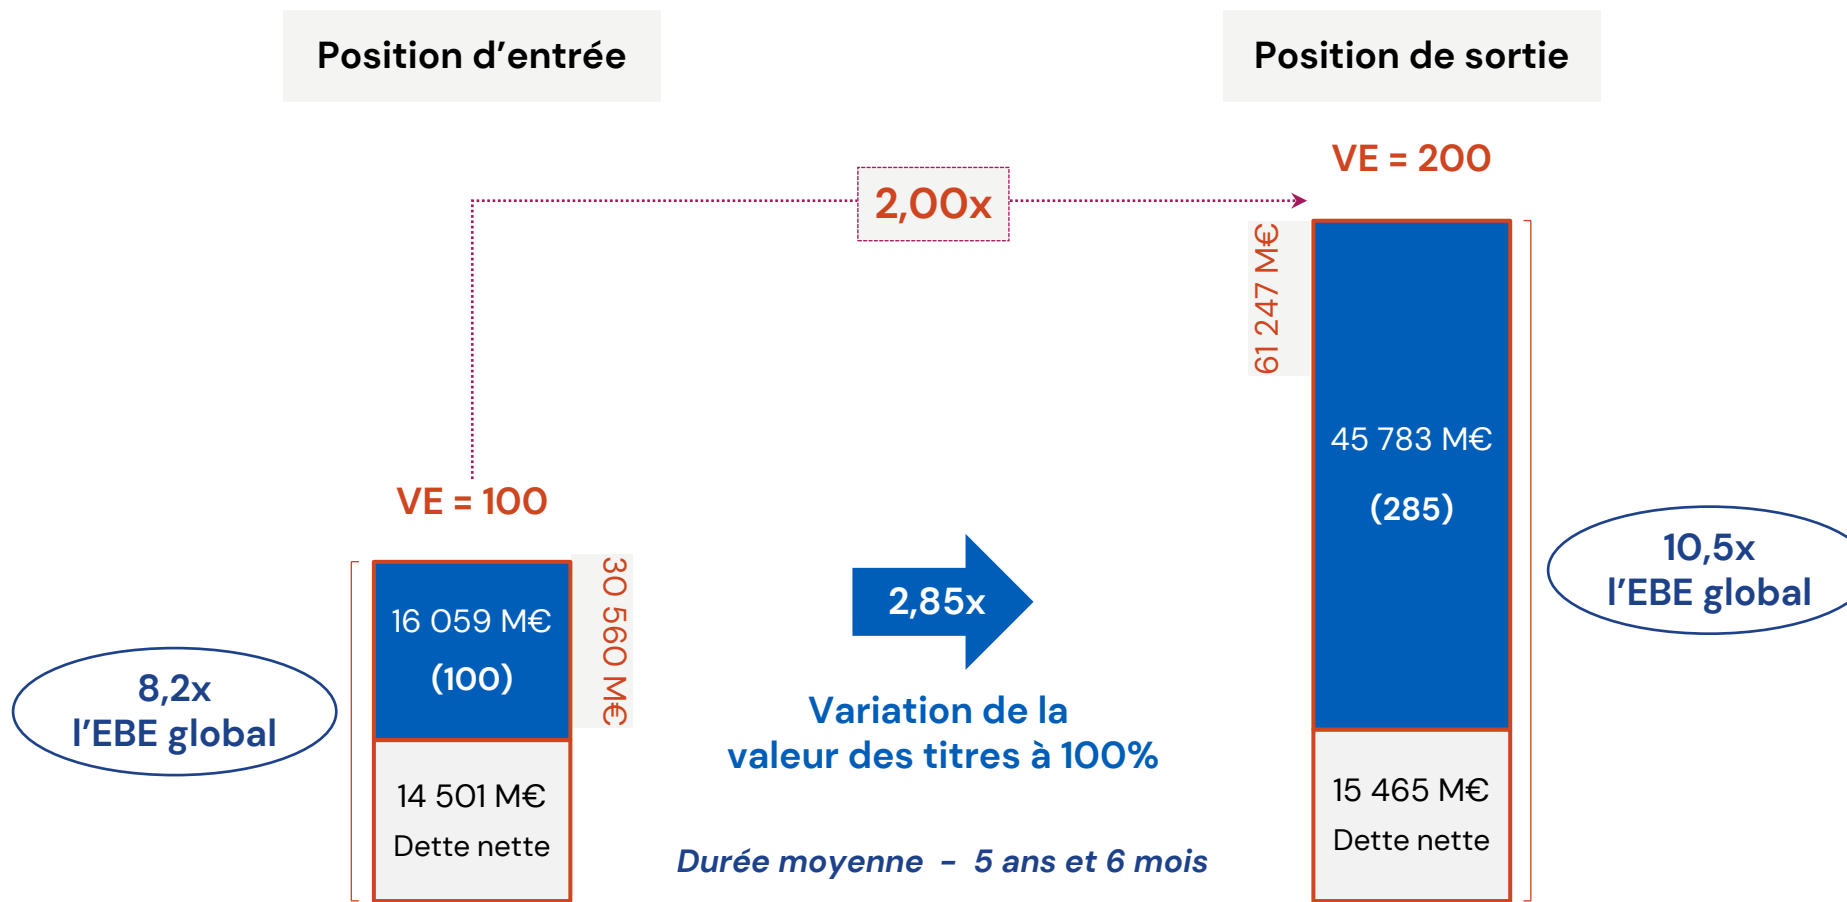 Position d’entrée
Position de sortie
VE = 200
2,00x
61 247 M€
45 783 M€
(285)
VE = 100
10,5x
l’EBE global
30 560 M€
16 059 M€
(100)
2,85x
8,2x
l’EBE global
Variation de la
valeur des titres à 100%
14 501 M€
Dette nette
15 465 M€
Dette nette
Durée moyenne - 5 ans et 6 mois